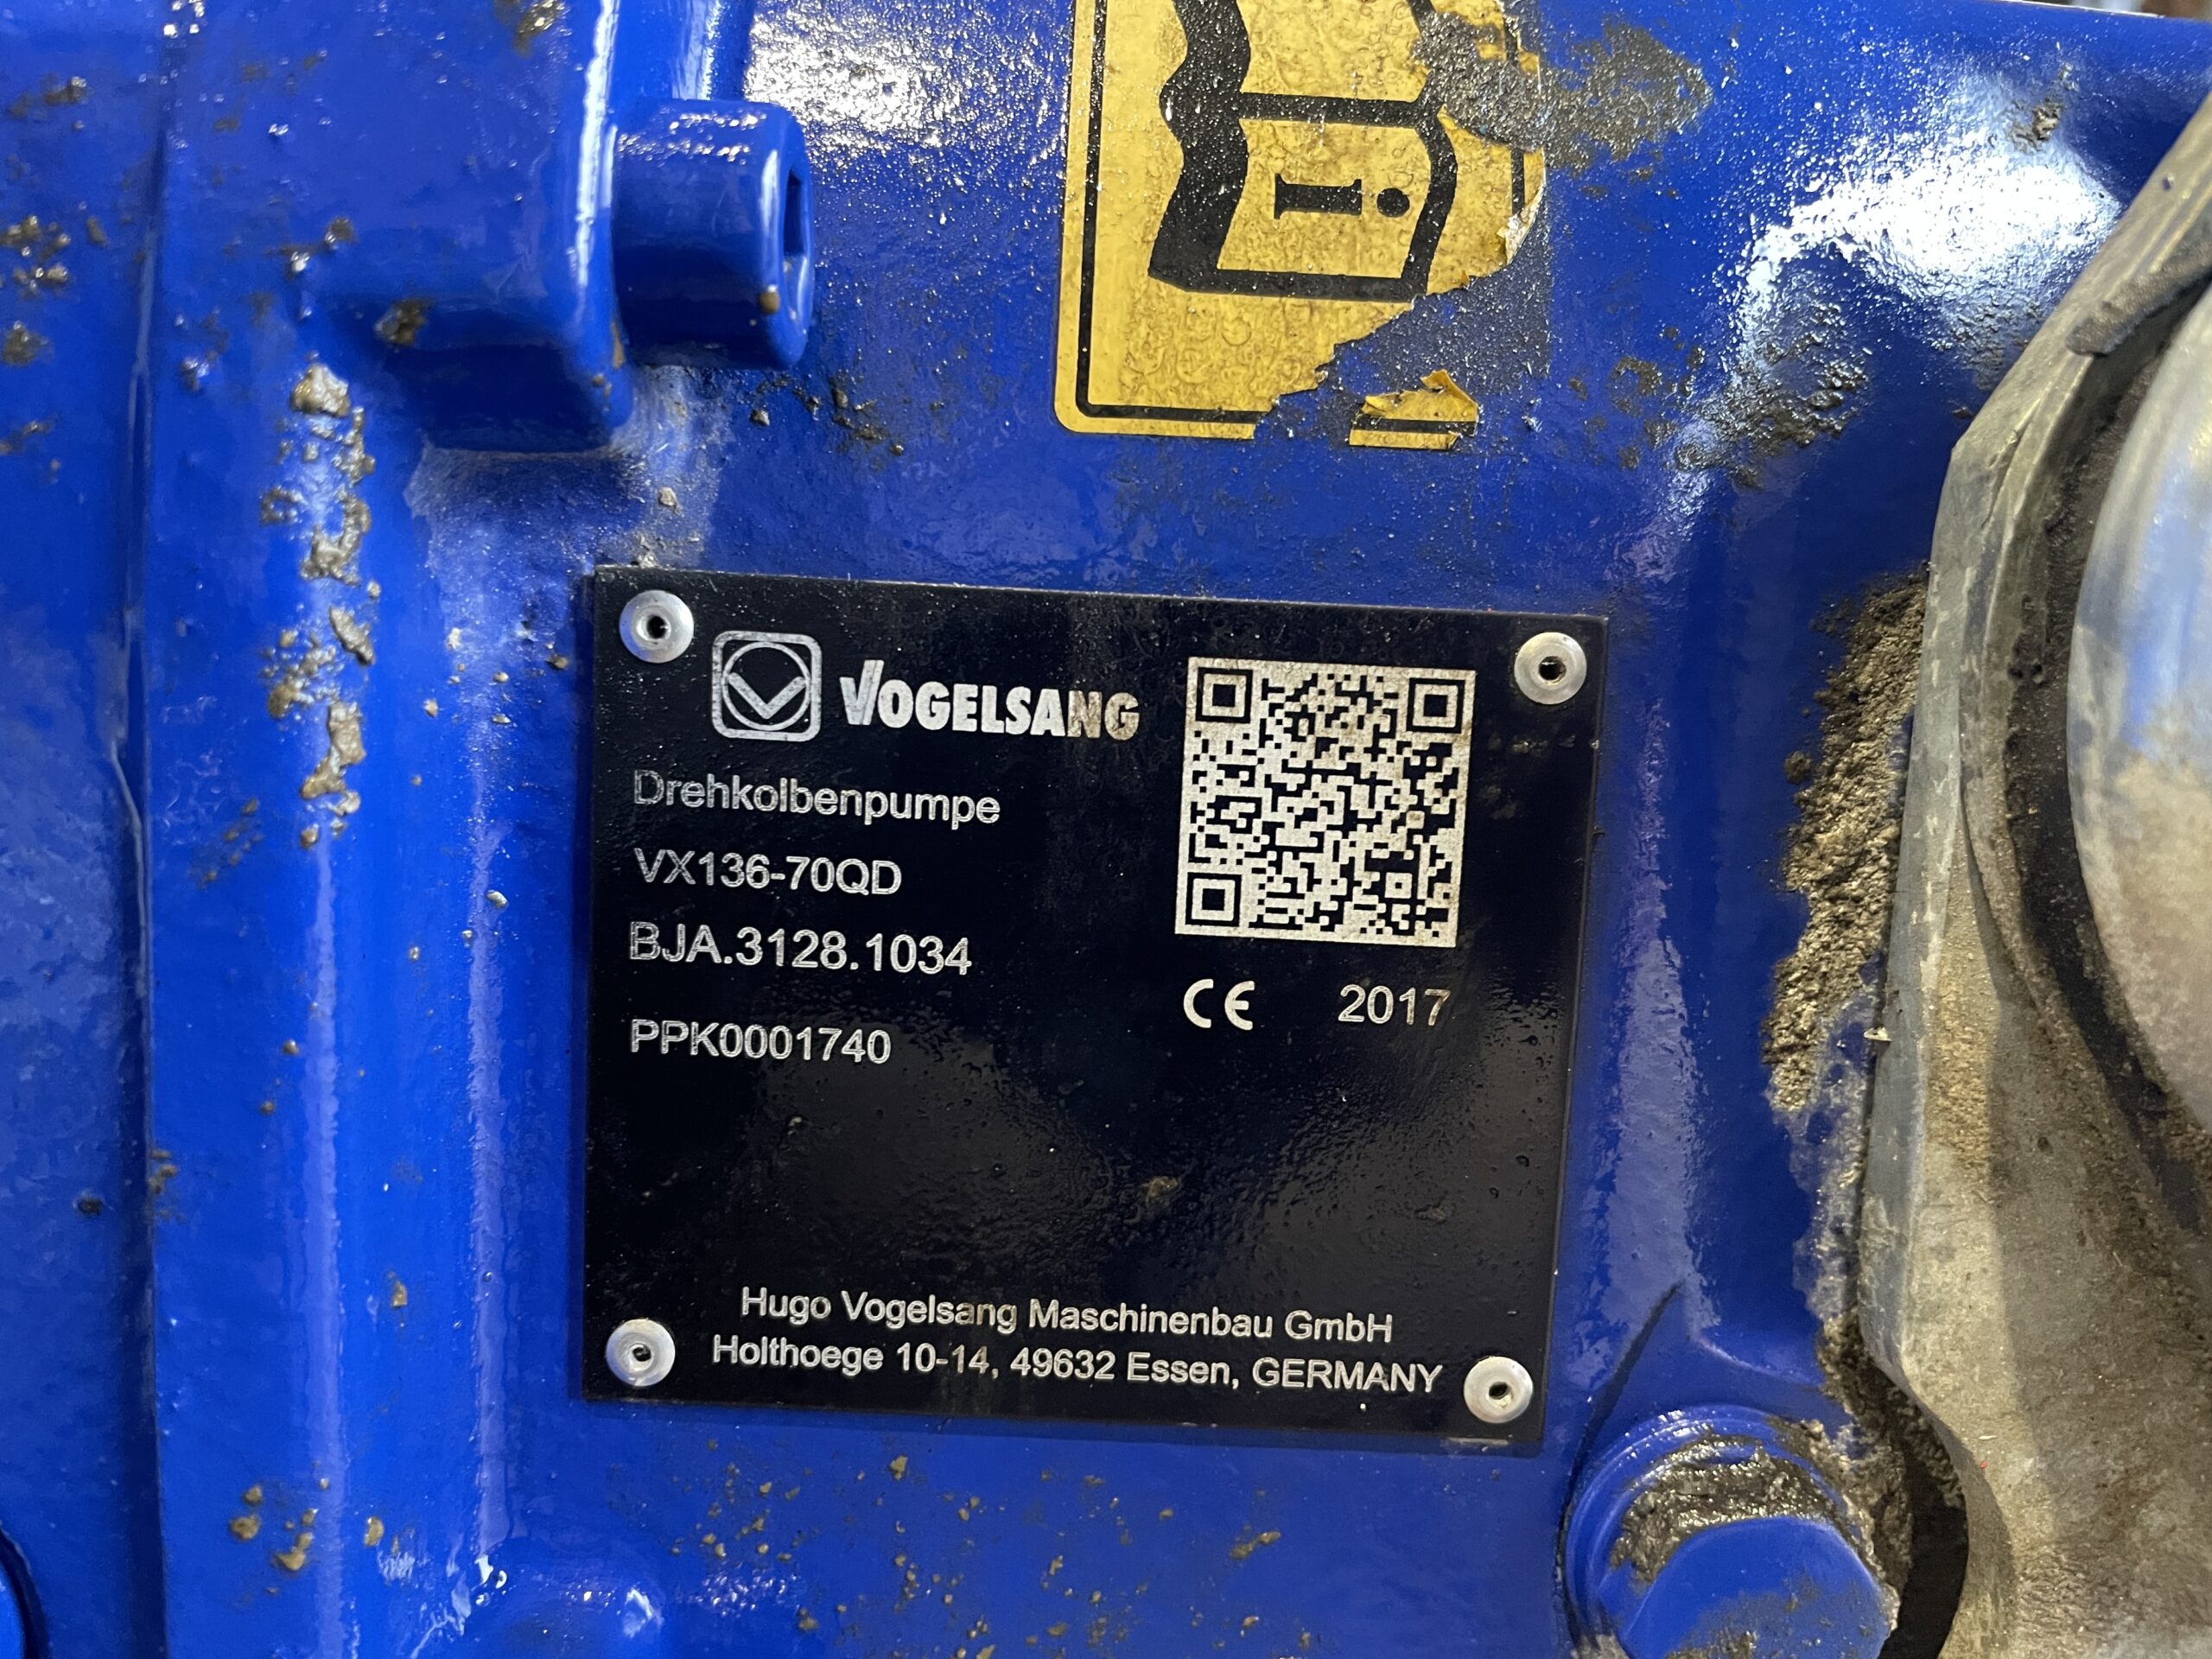 i
VOGELSANG
Drehkolbenpumpe
VX136-70QD
BJA.3128.1034
PPK0001740
CE 2017
Hugo Vogelsang Maschinenbau GmbH
Holthoege 10-14, 49632 Essen, GERMANY